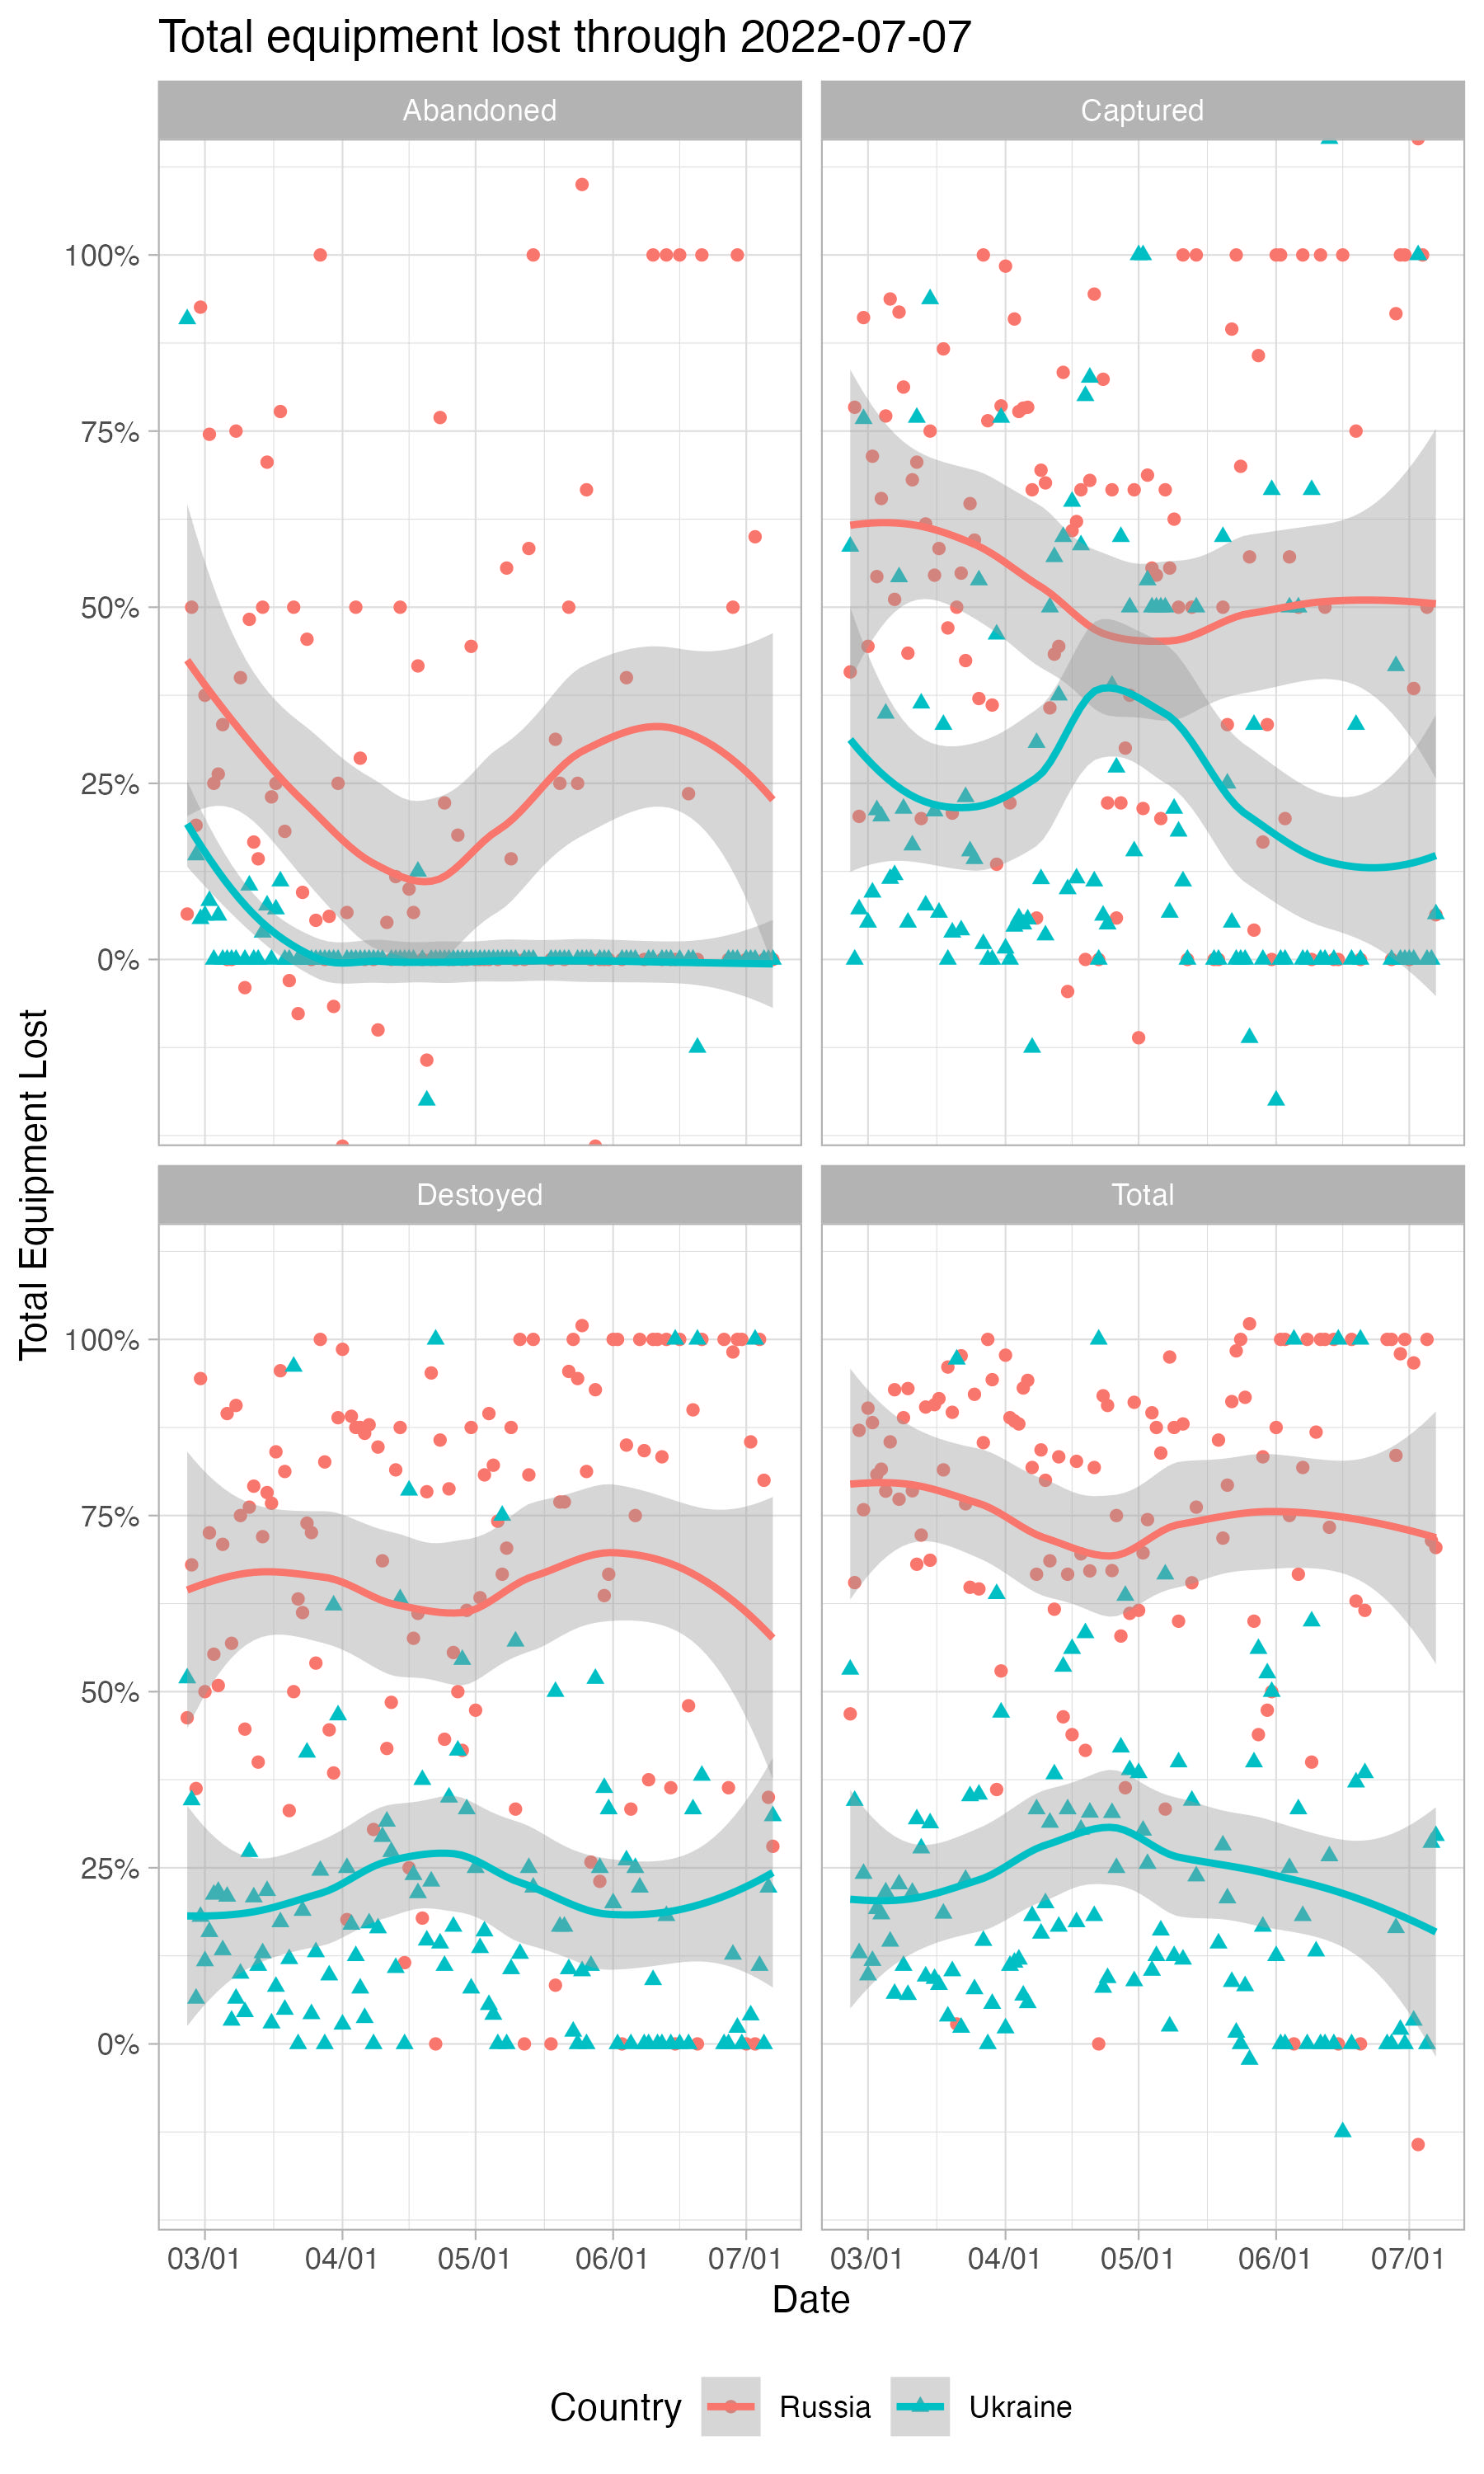 Total equipment lost through 2022-07-07
Abandoned
Captured
100%
75%
50%
25%
0%
Total Equipment Lost
Destoyed
Total
100%
75%
50%
25%
0%
03/01 04/01 05/01 06/01 07/01
03/01 04/01 05/01 06/01 07/01
Date
Country Russia Ukraine